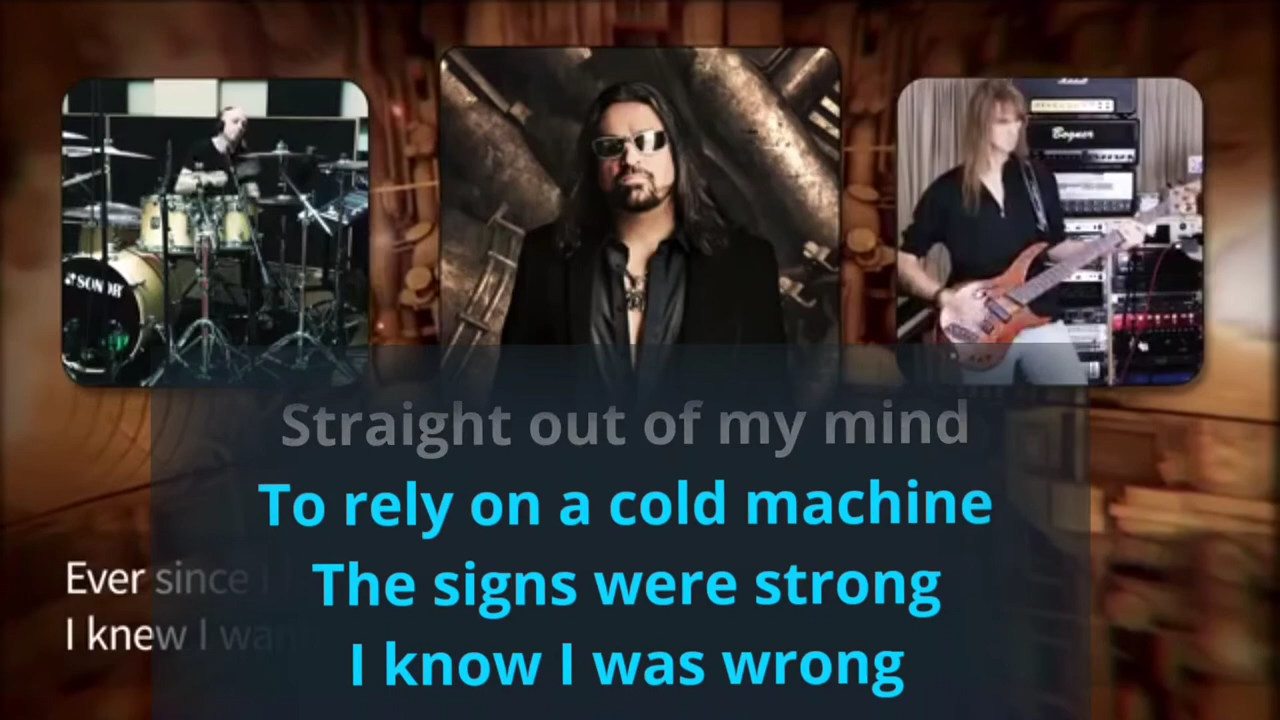 Bogner
SONOR
Straight out of my mind
To rely on a cold machine
The signs were strong
I know I was wrong
Ever since I
I knew I wan